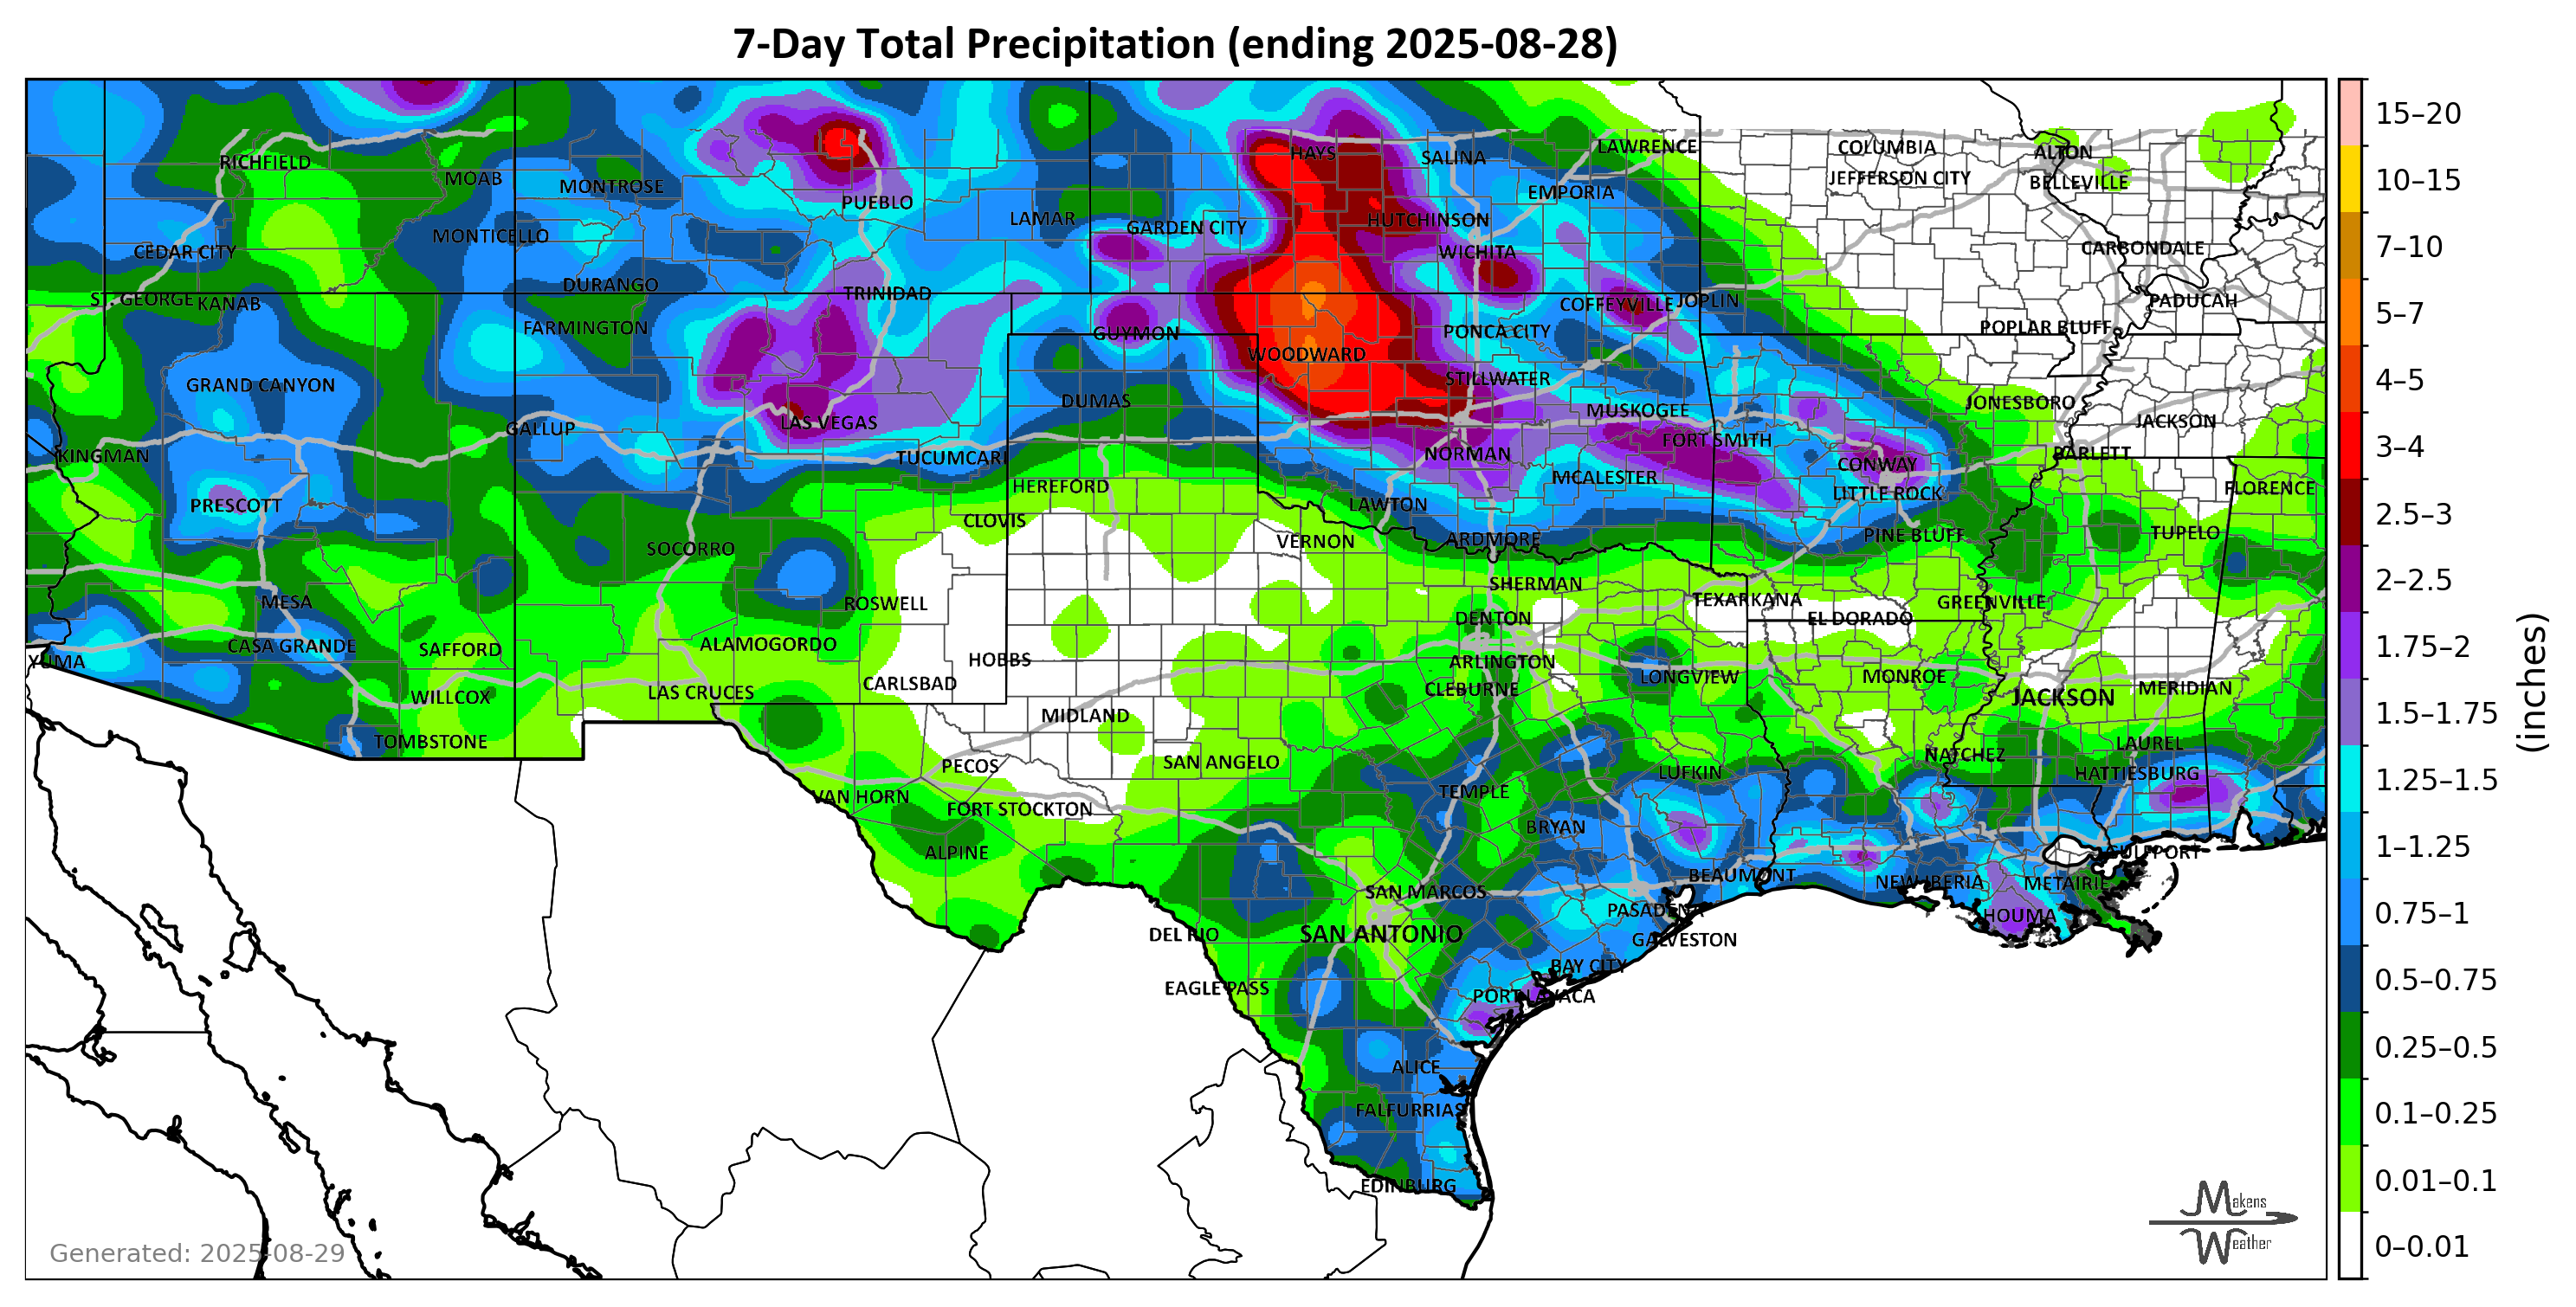 7-Day Total Precipitation (ending 2025-08-28)
HAYS
SALINA
LAWRENCE
COLUMBIA
ALTON
RICHFIELD
MOAB
MONTROSE
JEFFERSON CITY
BELLEVILLE
PUEBLO
EMPORIA
LAMAR
GARDEN CITY
HUTCHINSON
MONTICELLO
CEDAR CITY
WICHITA
CARBONDALE
DURANGO
TRINIDAD
ST. GEORGE
KANAB
COFFEYVILLE
JOPLIN
PADUCAH
FARMINGTON
GUYMON
PONCA CITY
POPLAR BLUFF
WOODWARD
GRAND CANYON
STILLWATER
DUMAS
MUSKOGEE
JONESBORO
LAS VEGAS
JACKSON
GALLUP
FORT SMITH
KINGMAN
TUCUMCARI
NORMAN
CONWAY
BARLETT
HEREFORD
MCALESTER
LITTLE ROCK
FLORENCE
PRESCOTT
LAWTON
CLOVIS
VERNON
ARDMORE
PINE BLUFF
TUPELO
SOCORRO
SHERMAN
MESA
ROSWELL
TEXARKANA
GREENVILLE
DENTON
EL DORADO
CASA GRANDE
SAFFORD
ALAMOGORDO
YUMA
HOBBS
ARLINGTON
LONGVIEW
MONROE
CARLSBAD
CLEBURNE
WILLCOX
LAS CRUCES
JACKSON
MERIDIAN
MIDLAND
TOMBSTONE
LAUREL
PECOS
SAN ANGELO
NATCHEZ
LUFKIN
HATTIESBURG
VAN HORN
FORT STOCKTON
TEMPLE
BRYAN
ALPINE
GULFPORT
BEAUMONT
NEW IBERIA
METAIRIE
SAN MARCOS
PASADENA
HOUMA
DEL RIO
SAN ANTONIO
GALVESTON
BAY CITY
EAGLE PASS
PORT LAVACA
ALICE
FALFURRIAS
EDINBURG
Generated: 2025-08-29
Makens
Weather
15–20
10–15
7–10
5–7
4–5
3–4
2.5–3
2–2.5
1.75–2
1.5–1.75
1.25–1.5
1–1.25
0.75–1
0.5–0.75
0.25–0.5
0.1–0.25
0.01–0.1
0–0.01
(inches)